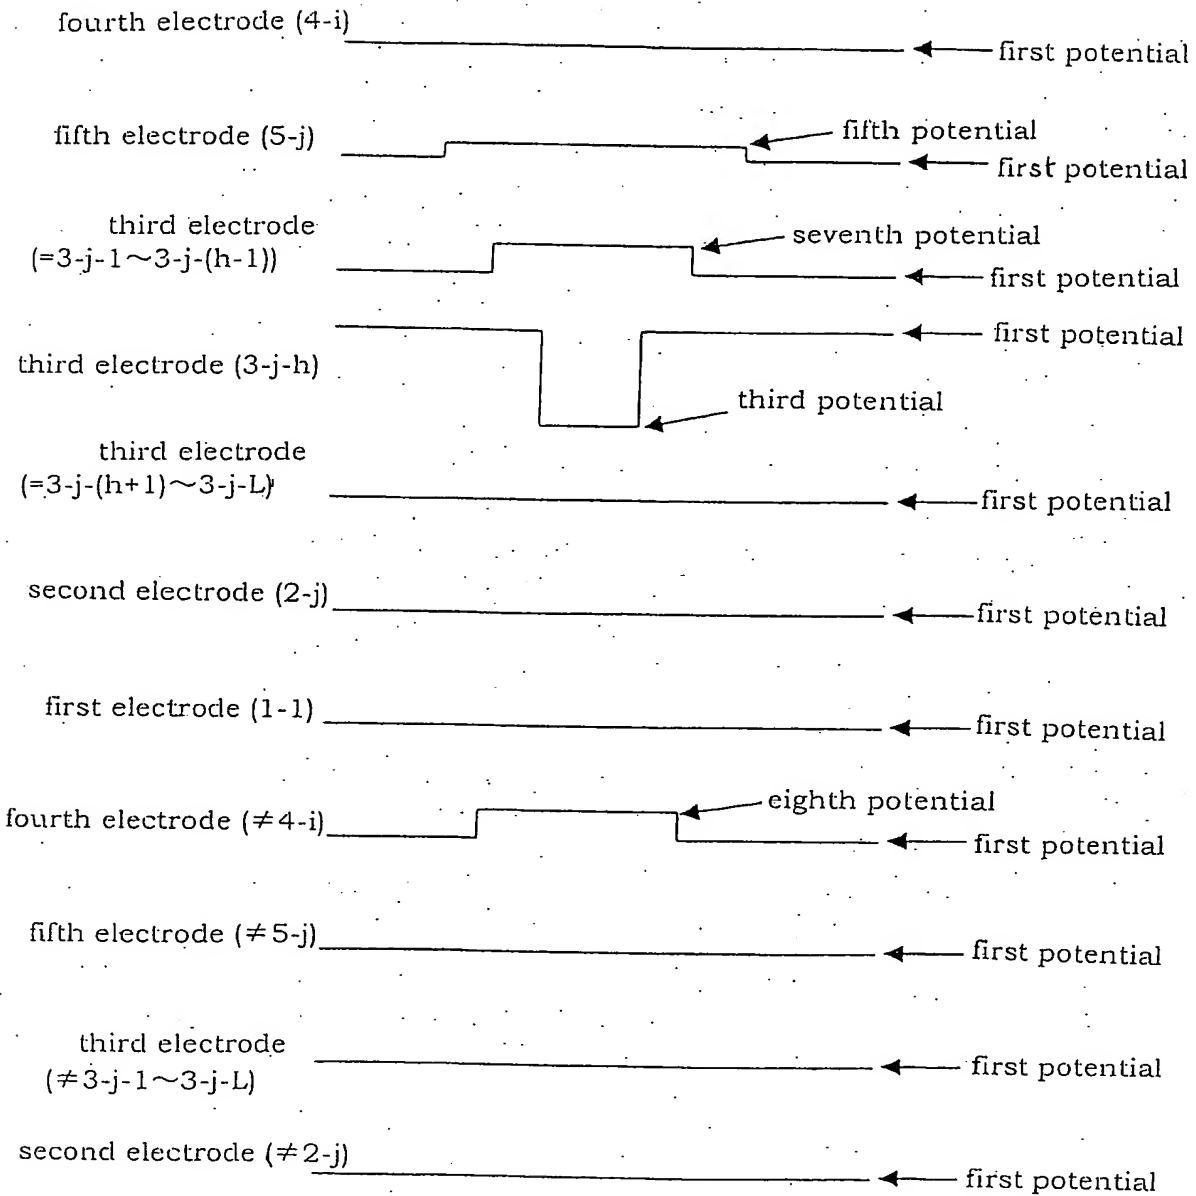 fourth electrode (4-i)
first potential
fifth electrode (5-j)
fifth potential
first potential
third electrode
(=3-j-1~3-j-(h-1))
seventh potential
first potential
first potential
third electrode (3-j-h)
third potential
third electrode
(=3-j-(h+1)~3-j-L)
first potential
second electrode (2-j)
first potential
first electrode (1-1)
first potential
fourth electrode (≠4-i)
eighth potential
first potential
fifth electrode (≠5-j)
first potential
third electrode
(≠3-j-1~3-j-L)
first potential
second electrode (≠2-j)
first potential